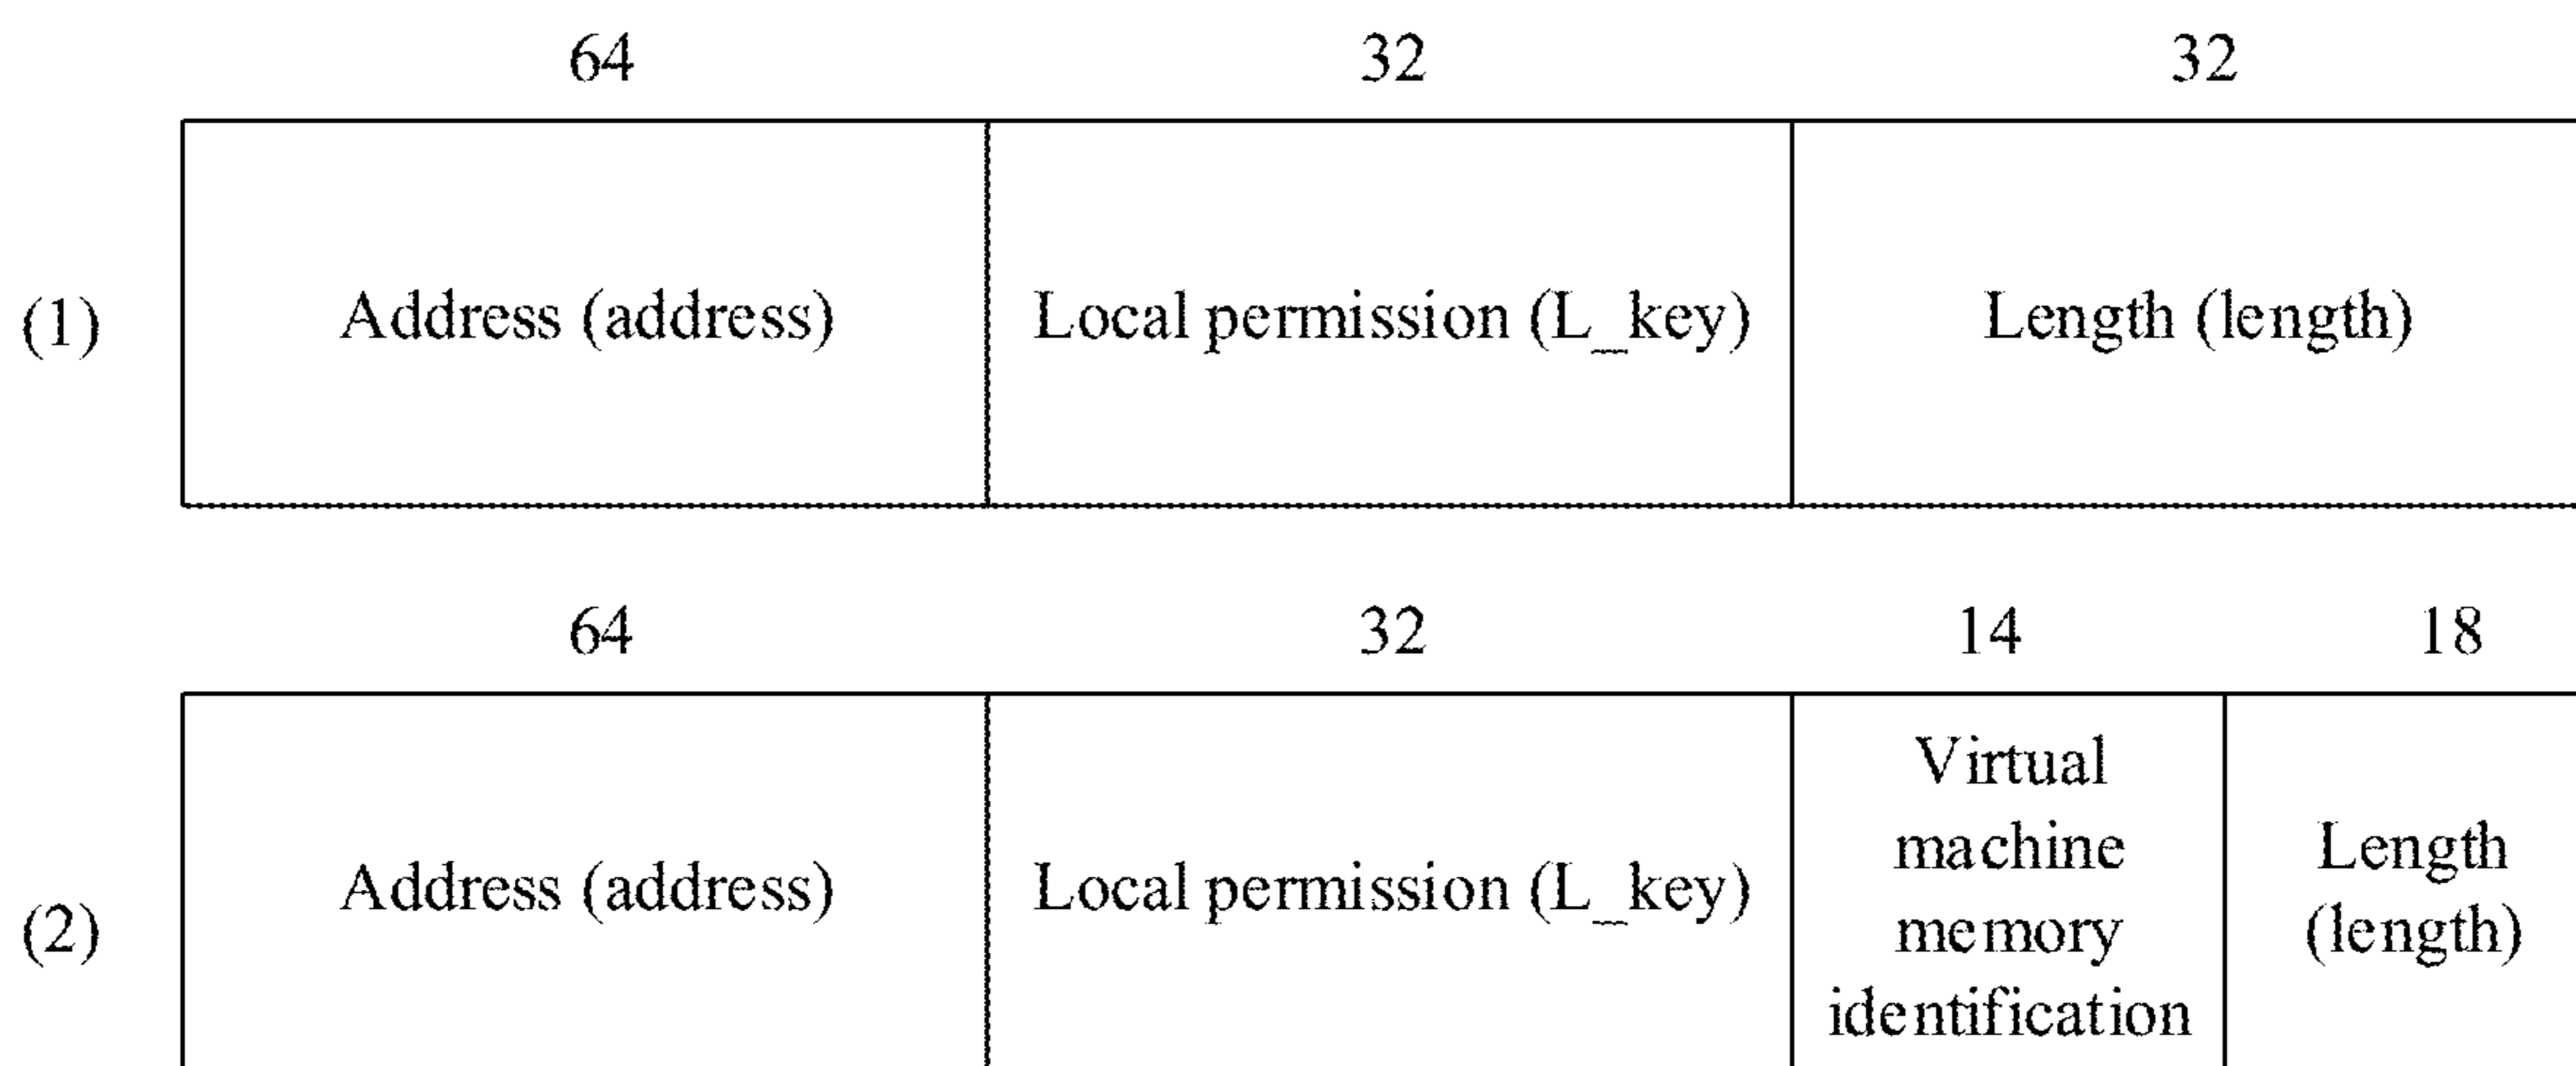 64 32 32
(1) Address (address) Local permission (L_key) Length (length)
64 32 14 18
(2) Address (address) Local permission (L_key)
Virtual
machine
memory
identification
Length
(length)